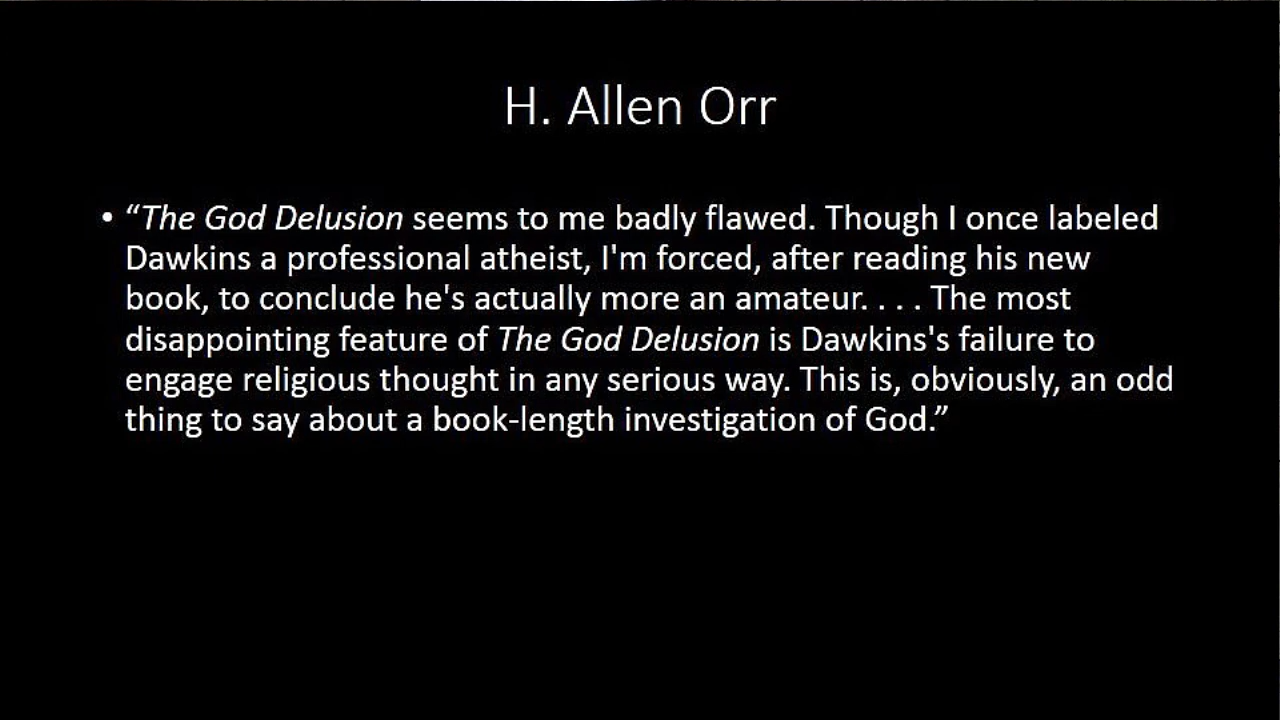 H. Allen Orr
• “The God Delusion seems to me badly flawed. Though I once labeled
Dawkins a professional atheist, I'm forced, after reading his new
book, to conclude he's actually more an amateur. . . . The most
disappointing feature of The God Delusion is Dawkins's failure to
engage religious thought in any serious way. This is, obviously, an odd
thing to say about a book-length investigation of God.”